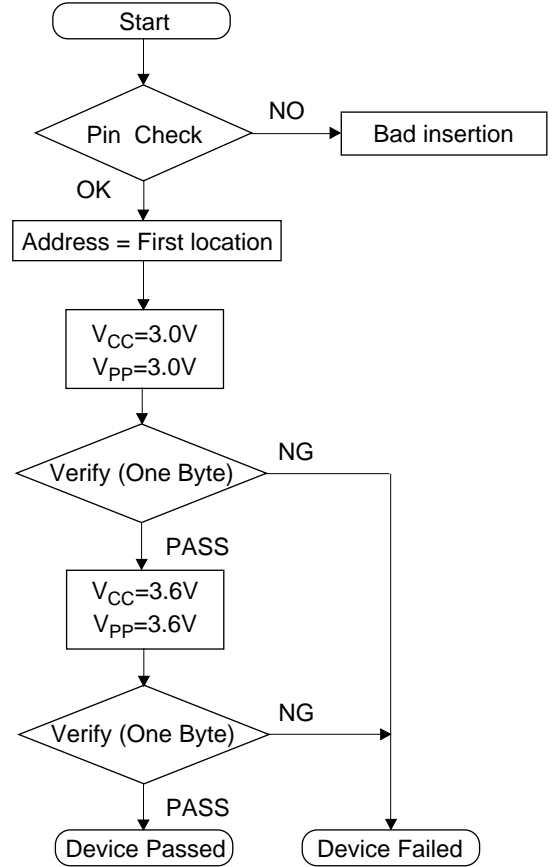 Start
Pin Check
NO
Bad insertion
OK
Address = First location
VCC=3.0V
VPP=3.0V
Verify (One Byte)
NG
PASS
VCC=3.6V
VPP=3.6V
Verify (One Byte)
NG
PASS
Device Passed
Device Failed